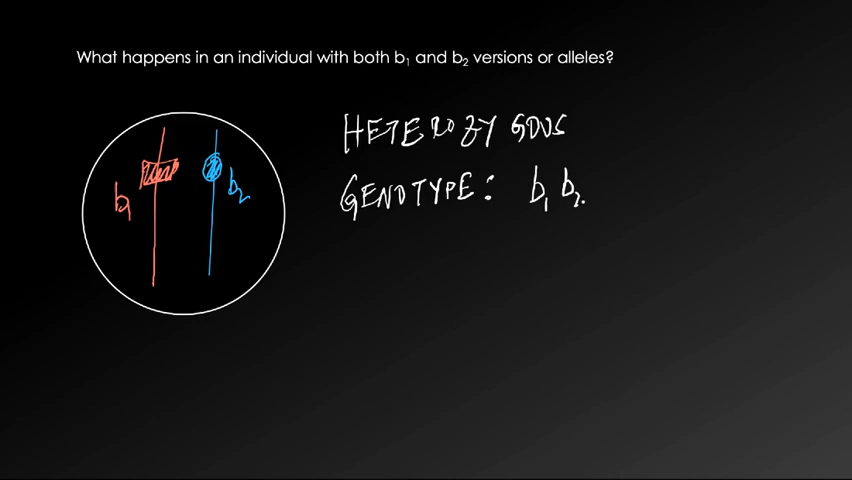 What happens in an individual with both b₁ and b₂ versions or alleles?
HETEROZYGOUS
GENOTYPE: b₁ b₂.
b₁
b₂